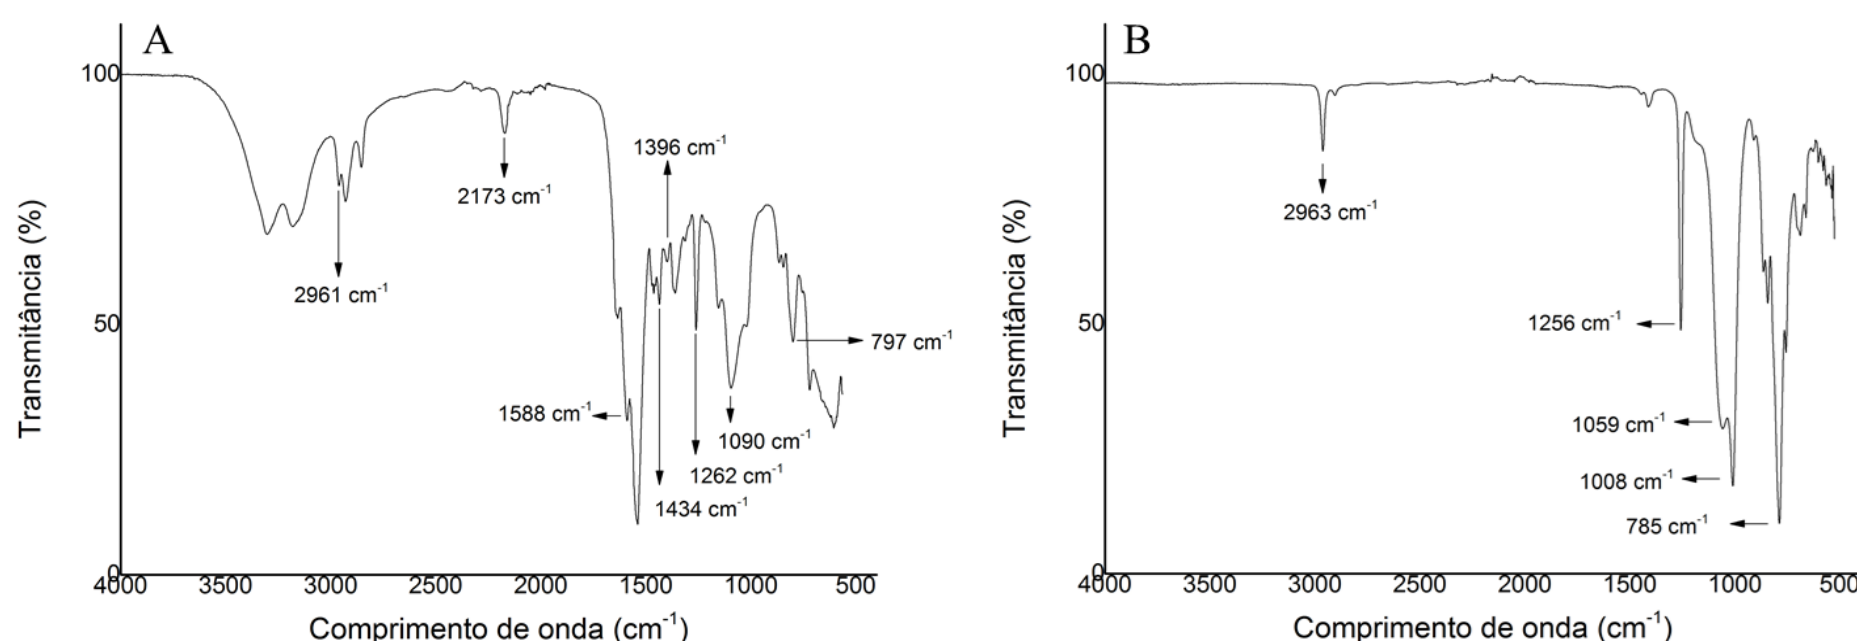 A
100
50
0
Transmitância (%)
1396 cm⁻¹
2173 cm⁻¹
2961 cm⁻¹
797 cm⁻¹
1588 cm⁻¹
1090 cm⁻¹
1262 cm⁻¹
1434 cm⁻¹
4000 3500 3000 2500 2000 1500 1000 500
Comprimento de onda (cm⁻¹)
B
100
50
0
Transmitância (%)
2963 cm⁻¹
1256 cm⁻¹
1059 cm⁻¹
1008 cm⁻¹
785 cm⁻¹
4000 3500 3000 2500 2000 1500 1000 500
Comprimento de onda (cm⁻¹)